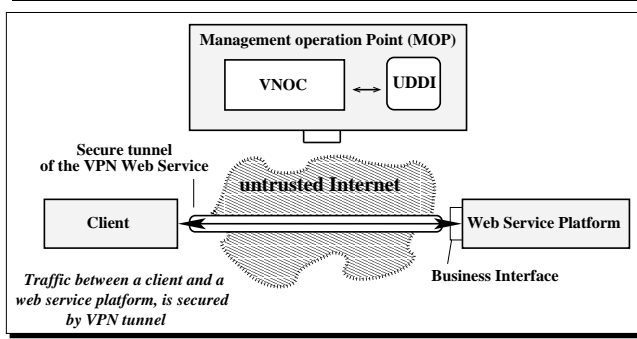 Management operation Point (MOP)
VNOC
UDDI
Secure tunnel
of the VPN Web Service
untrusted Internet
Client
Web Service Platform
Business Interface
Traffic between a client and a
web service platform, is secured
by VPN tunnel